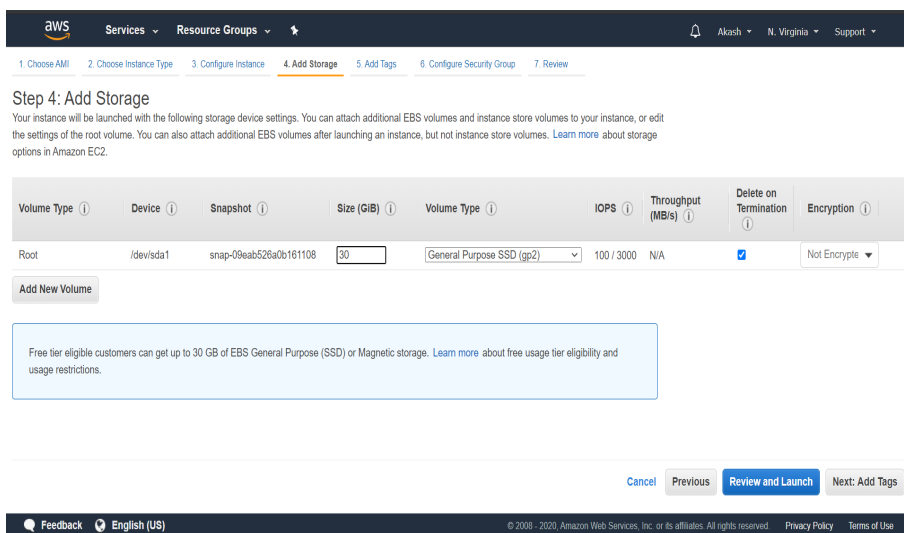 aws Services Resource Groups Akash N. Virginia Support
1. Choose AMI 2. Choose Instance Type 3. Configure Instance 4. Add Storage 5. Add Tags 6. Configure Security Group 7. Review
Step 4: Add Storage
Your instance will be launched with the following storage device settings. You can attach additional EBS volumes and instance store volumes to your instance, or edit
the settings of the root volume. You can also attach additional EBS volumes after launching an instance, but not instance store volumes. Learn more about storage
options in Amazon EC2.
Volume Type Device Snapshot Size (GiB) Volume Type IOPS Throughput (MB/s) Delete on Termination Encryption
Root /dev/sda1 snap-09eab526a0b161108 30 General Purpose SSD (gp2) 100 / 3000 N/A Not Encrypte
Add New Volume
Free tier eligible customers can get up to 30 GB of EBS General Purpose (SSD) or Magnetic storage. Learn more about free usage tier eligibility and
usage restrictions.
Cancel Previous Review and Launch Next: Add Tags
Feedback English (US) © 2008 - 2020, Amazon Web Services, Inc. or its affiliates. All rights reserved. Privacy Policy Terms of Use